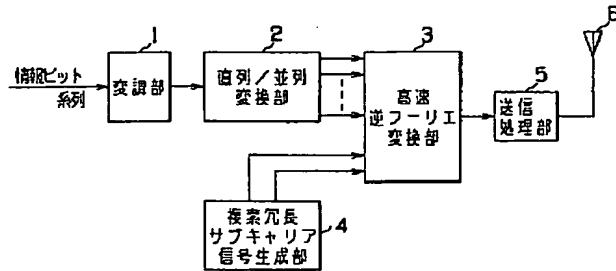 1
2
3
6
情報ビット
系列
変調部
直列/並列
変換部
高速
逆フーリエ
変換部
5
送信
処理部
複素冗長
サブキャリア
信号生成部
4